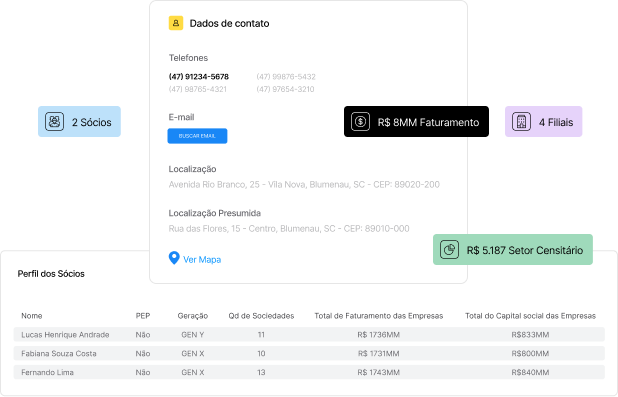 Dados de contato
Telefones
(47) 91234-5678 (47) 99876-5432
(47) 98765-4321 (47) 97654-3210
2 Sócios
E-mail
BUSCAR EMAIL
R$ 8MM Faturamento
4 Filiais
Localização
Avenida Rio Branco, 25 - Vila Nova, Blumenau, SC - CEP: 89020-200
Localização Presumida
Rua das Flores, 15 - Centro, Blumenau, SC - CEP: 89010-000
R$ 5.187 Setor Censitário
Ver Mapa
Perfil dos Sócios
Nome PEP Geração Qd de Sociedades Total de Faturamento das Empresas Total do Capital social das Empresas
Lucas Henrique Andrade Não GEN Y 11 R$ 1736MM R$833MM
Fabiana Souza Costa Não GEN X 10 R$ 1731MM R$800MM
Fernando Lima Não GEN X 13 R$ 1743MM R$840MM